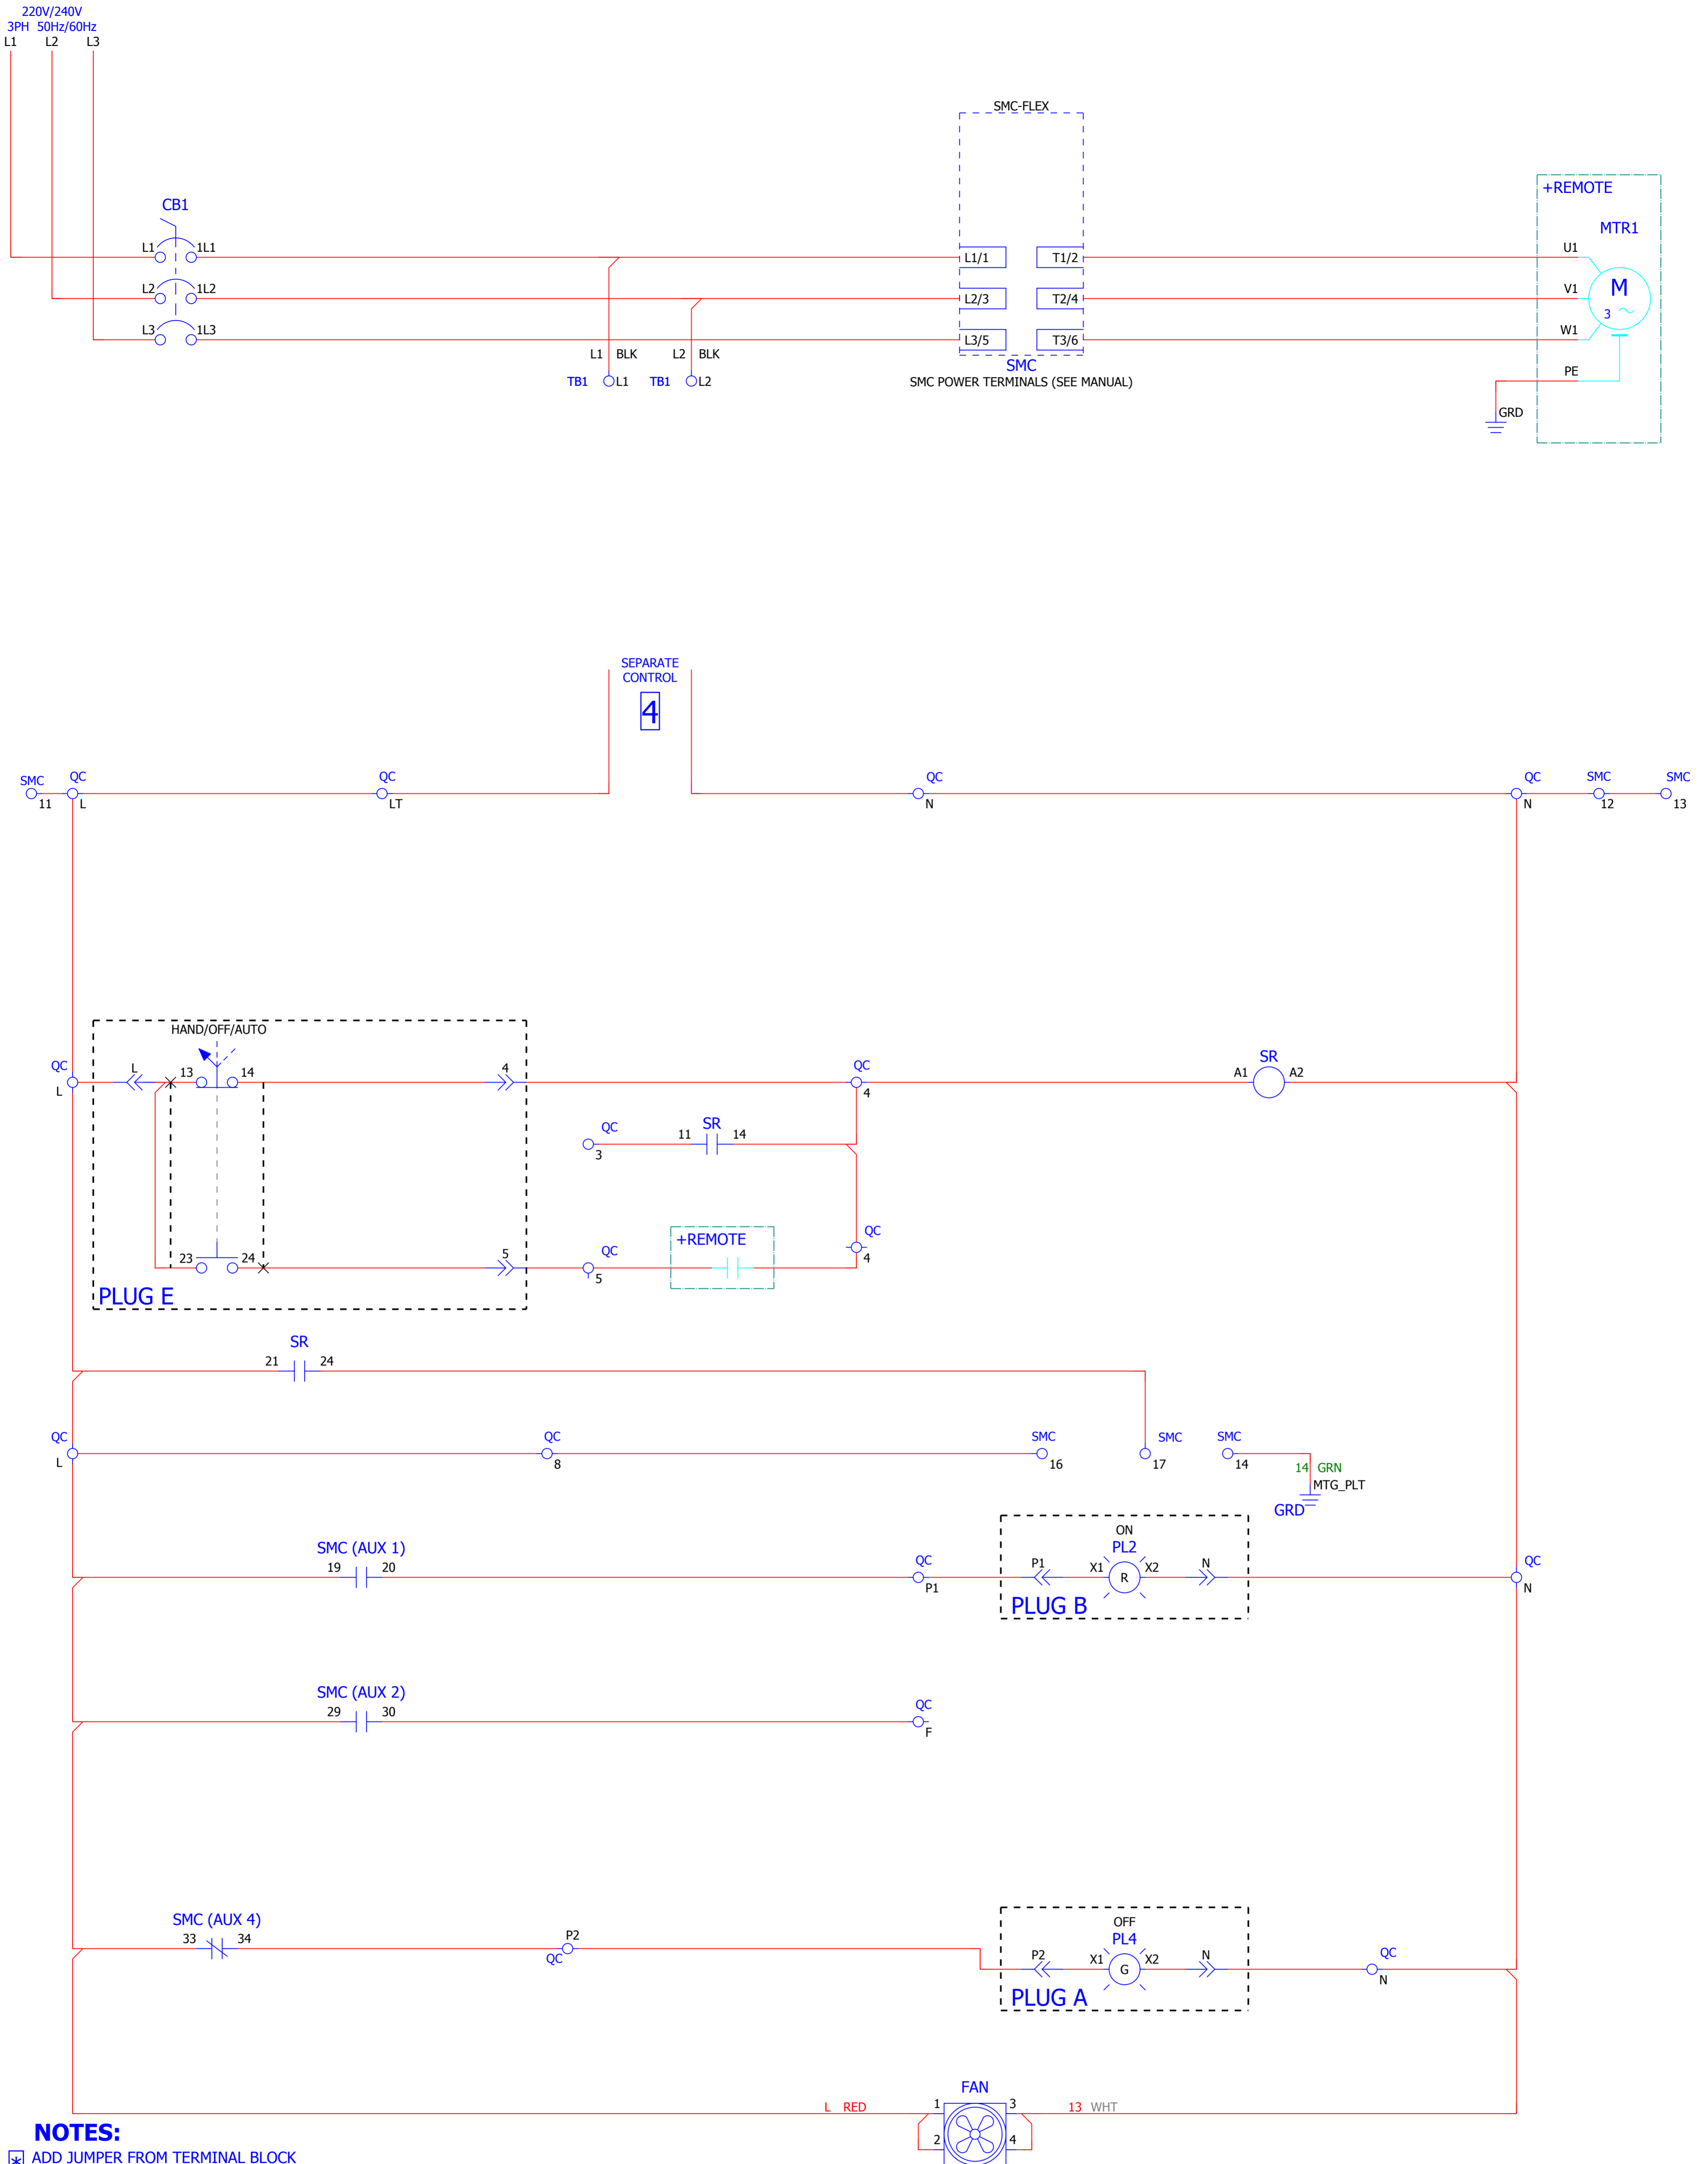 220V/240V
3PH 50Hz/60Hz
L1 L2 L3
SMC-FLEX
+REMOTE
MTR1
CB1
L1 1L1
L1/1 T1/2
U1
L2 1L2
L2/3 T2/4
V1
M
3
L3 1L3
L3/5 T3/6
W1
L1 BLK L2 BLK
SMC
TB1 L1 TB1 L2
SMC POWER TERMINALS (SEE MANUAL)
PE
GRD
SEPARATE
CONTROL
4
SMC QC QC QC QC SMC SMC
11 L LT N N 12 13
HAND/OFF/AUTO
QC L 13 14 4 QC SR
L 4 A1 A2
QC SR
3 11 14
QC
4
+REMOTE
23 24 5 QC
5
PLUG E
SR
21 24
QC QC SMC SMC SMC
L 8 16 17 14
14 GRN
MTG_PLT
GRD
ON
SMC (AUX 1)
19 20
QC
P1
P1 X1 PL2 X2 N
R
QC
N
PLUG B
SMC (AUX 2)
29 30
QC
F
SMC (AUX 4)
33 34
P2
QC
OFF
PL4
P2 X1 X2 N
G
QC
N
PLUG A
FAN
L RED 1 3 13 WHT
2 4
NOTES:
* ADD JUMPER FROM TERMINAL BLOCK